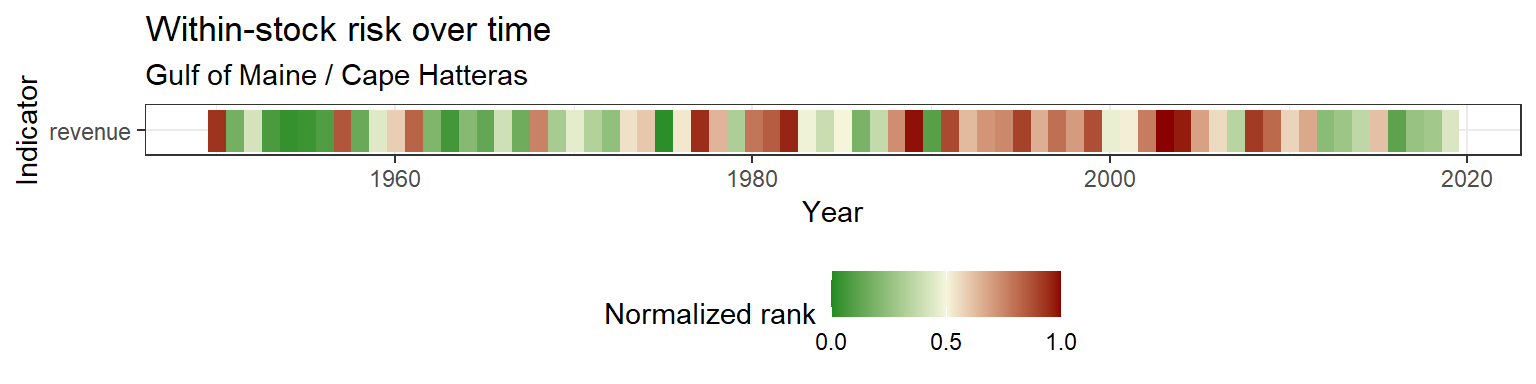 Within-stock risk over time
Gulf of Maine / Cape Hatteras
Indicator
revenue
1960 1980 2000 2020
Year
Normalized rank
0.0 0.5 1.0